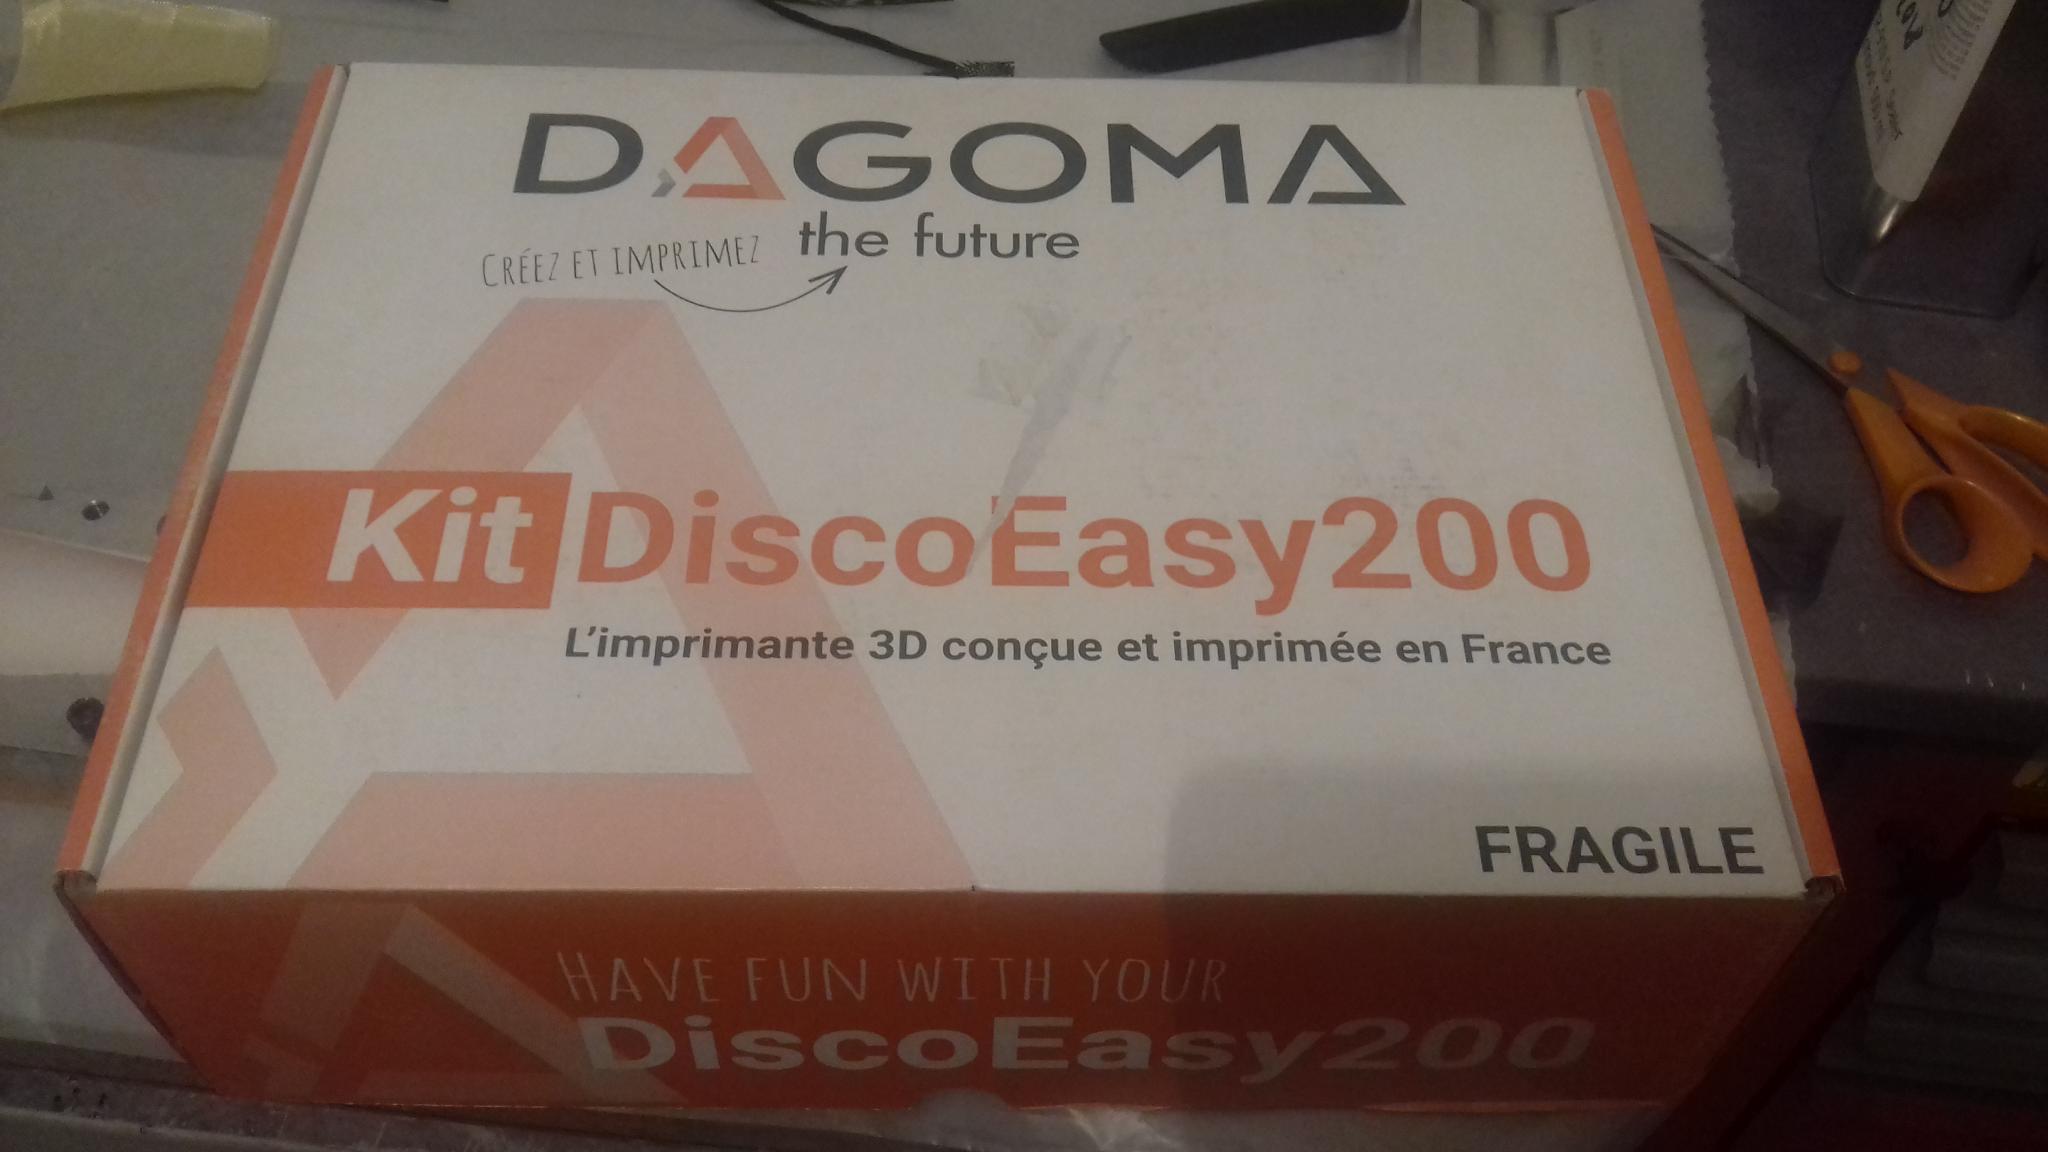 DAGOMA
CRÉEZ ET IMPRIMEZ the future
Kit DiscoEasy200
L'imprimante 3D conçue et imprimée en France
FRAGILE
HAVE FUN WITH YOUR
DiscoEasy200